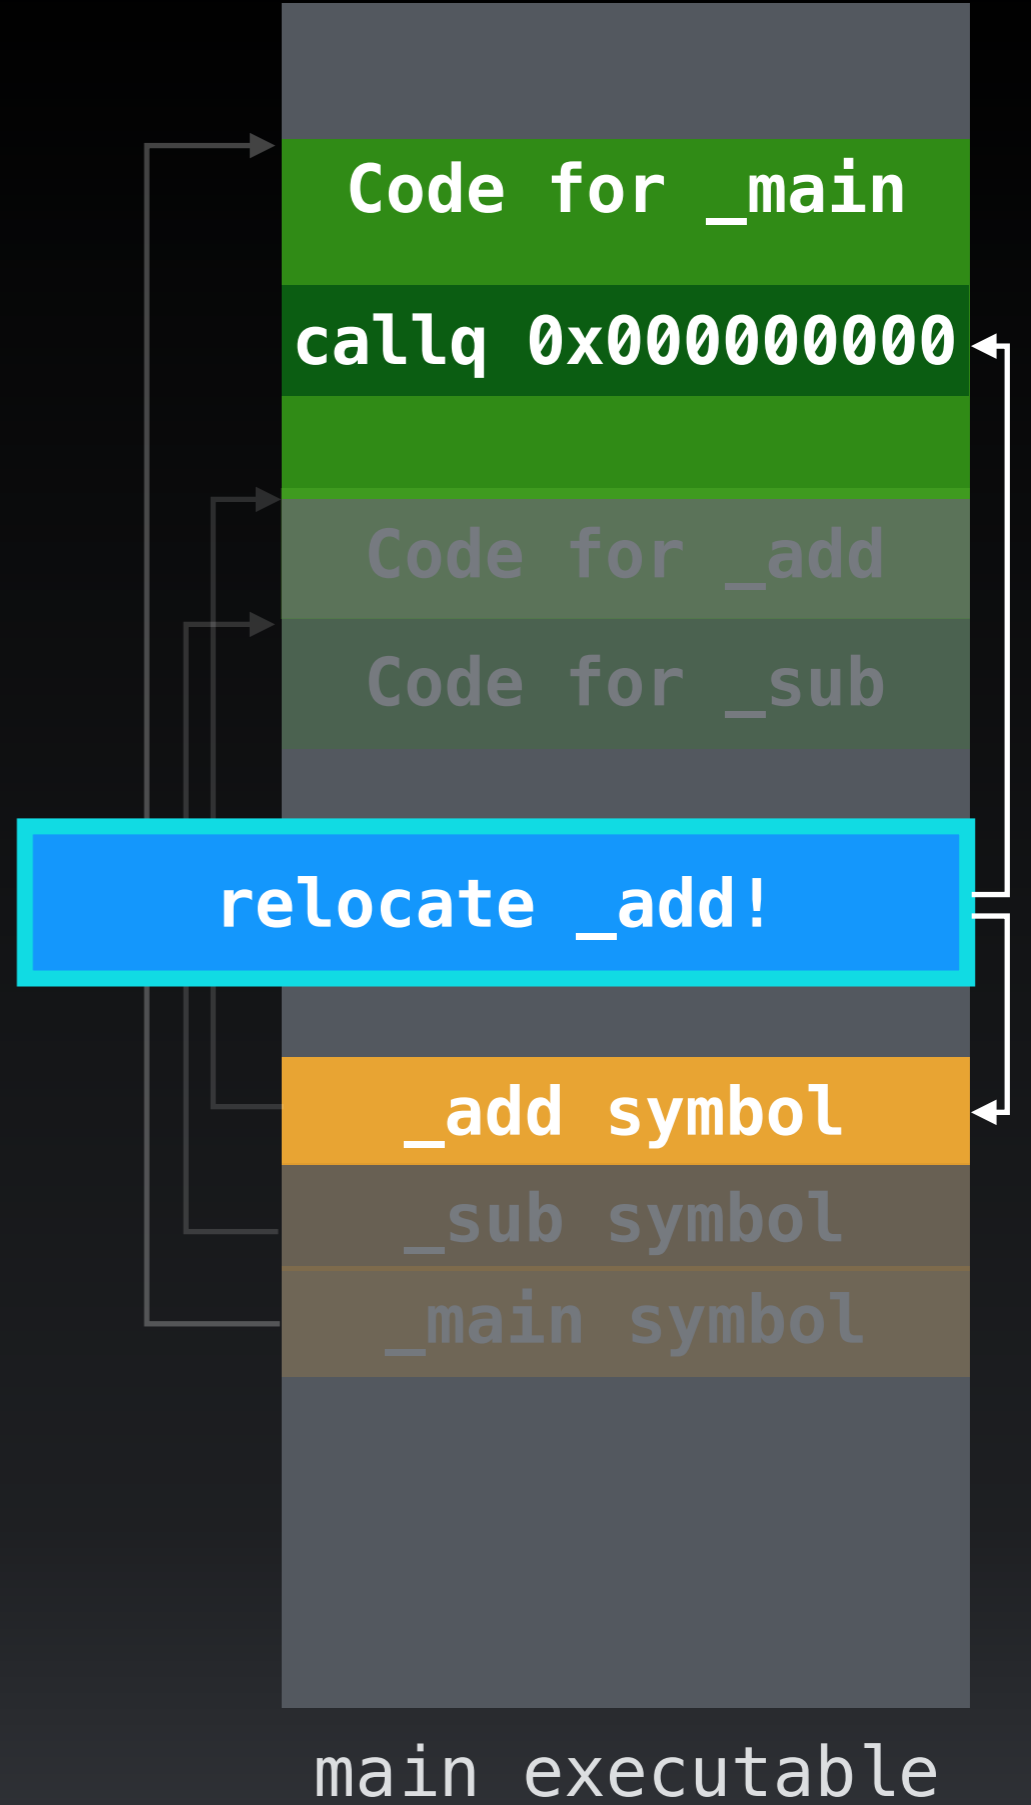 Code for _main
callq 0x000000000
Code for _add
Code for _sub
relocate _add!
_add symbol
_sub symbol
_main symbol
main executable